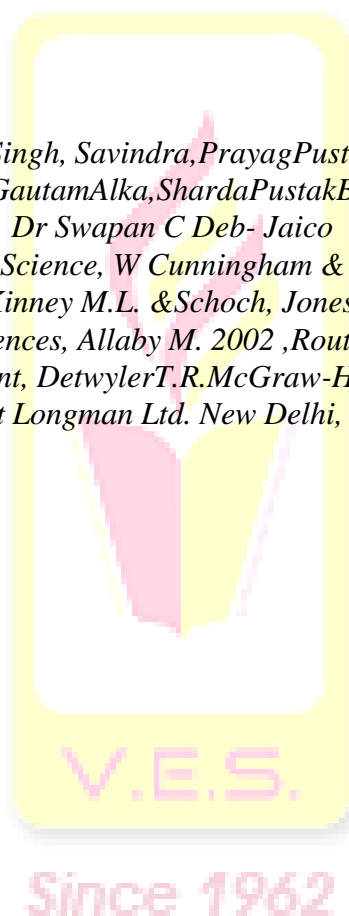 Singh, Savindra,PrayagPust
GautamAlka,ShardaPustakB
Dr Swapan C Deb- Jaico
Science, W Cunningham &
Kinney M.L. &Schoch, Jones
ences, Allaby M. 2002 ,Rout
nt, DetwylerT.R.McGraw-H
t Longman Ltd. New Delhi,
V.E.S.
Since 1962